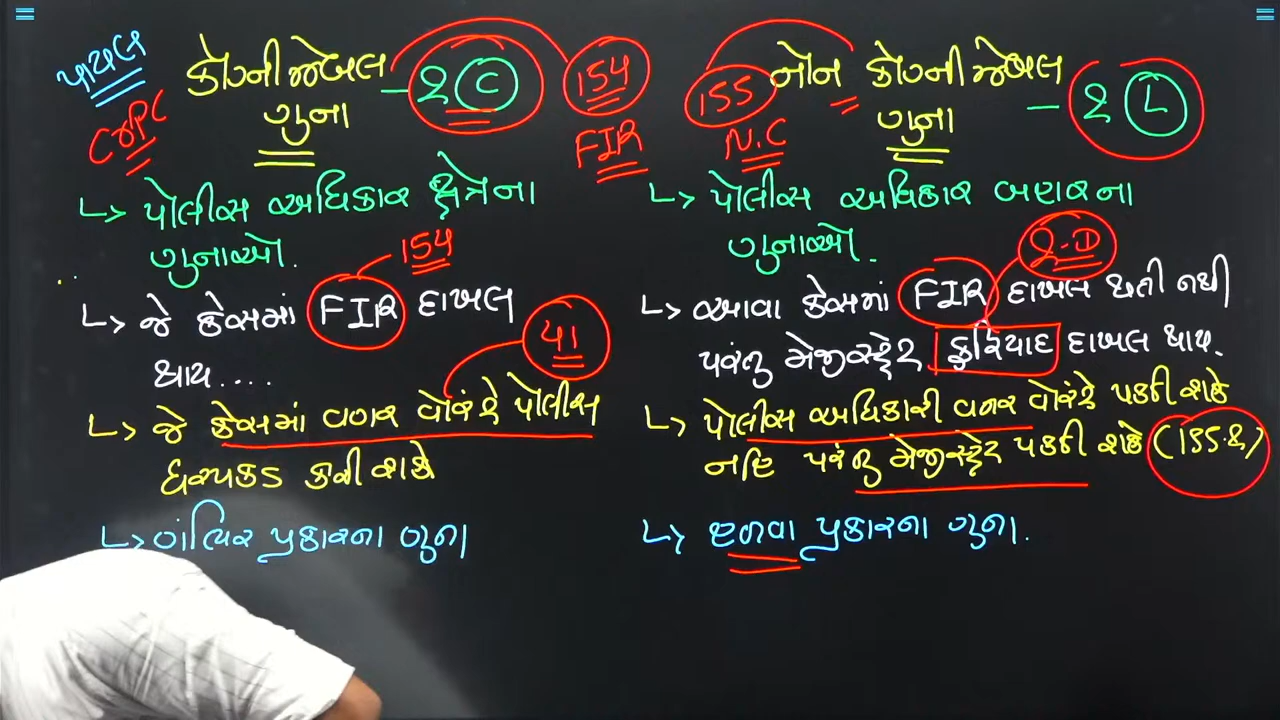 પાયલ
CrPC
કોગ્ની જેબલ ગુના - 2 C
154
FIR
155
N.C
નોન કોગ્ની જેબલ ગુના - 2 L
↳ પોલીસ અધિકાર ક્ષેત્રના
ગુનાઓ.
154
↳ જે કેસમાં FIR દાખલ
થાય....
41
↳ જે કેસમાં વગર વોરંટે પોલીસ
ધરપકડ કરી શકે
↳ ગંભિર પ્રકારના ગુના
↳ પોલીસ અધિકાર બહારના
ગુનાઓ.
2-D
↳ આવા કેસમાં FIR દાખલ થતી નથી
પરંતુ મેજીસ્ટ્રેટ ફરિયાદ દાખલ થાય.
↳ પોલીસ અધિકારી વગર વોરંટે પકડી શકે
નહિ પરંતુ મેજીસ્ટ્રેટ પકડી શકે (155.2)
↳ હળવા પ્રકારના ગુના.